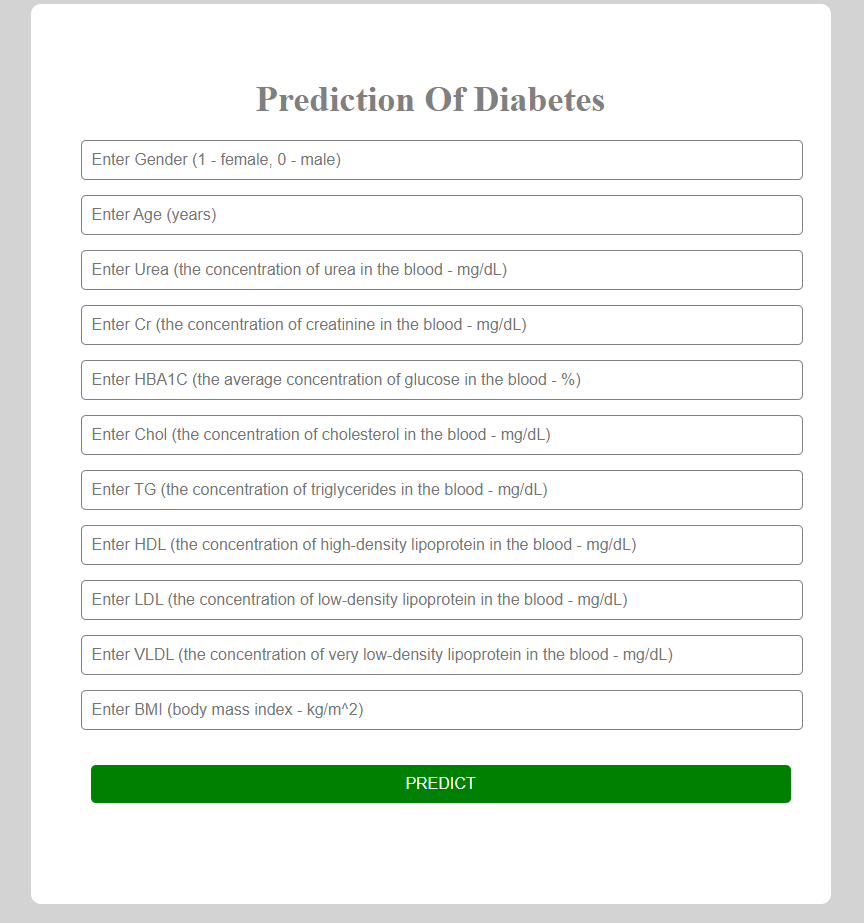 Prediction Of Diabetes
Enter Gender (1 - female, 0 - male)
Enter Age (years)
Enter Urea (the concentration of urea in the blood - mg/dL)
Enter Cr (the concentration of creatinine in the blood - mg/dL)
Enter HBA1C (the average concentration of glucose in the blood - %)
Enter Chol (the concentration of cholesterol in the blood - mg/dL)
Enter TG (the concentration of triglycerides in the blood - mg/dL)
Enter HDL (the concentration of high-density lipoprotein in the blood - mg/dL)
Enter LDL (the concentration of low-density lipoprotein in the blood - mg/dL)
Enter VLDL (the concentration of very low-density lipoprotein in the blood - mg/dL)
Enter BMI (body mass index - kg/m^2)
PREDICT